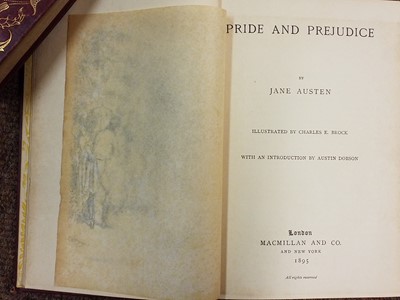 PRIDE AND PREJUDICE
BY
JANE AUSTEN
ILLUSTRATED BY CHARLES E. BROCK
WITH AN INTRODUCTION BY AUSTIN DOBSON
London
MACMILLAN AND CO.
AND NEW YORK
1895
All rights reserved